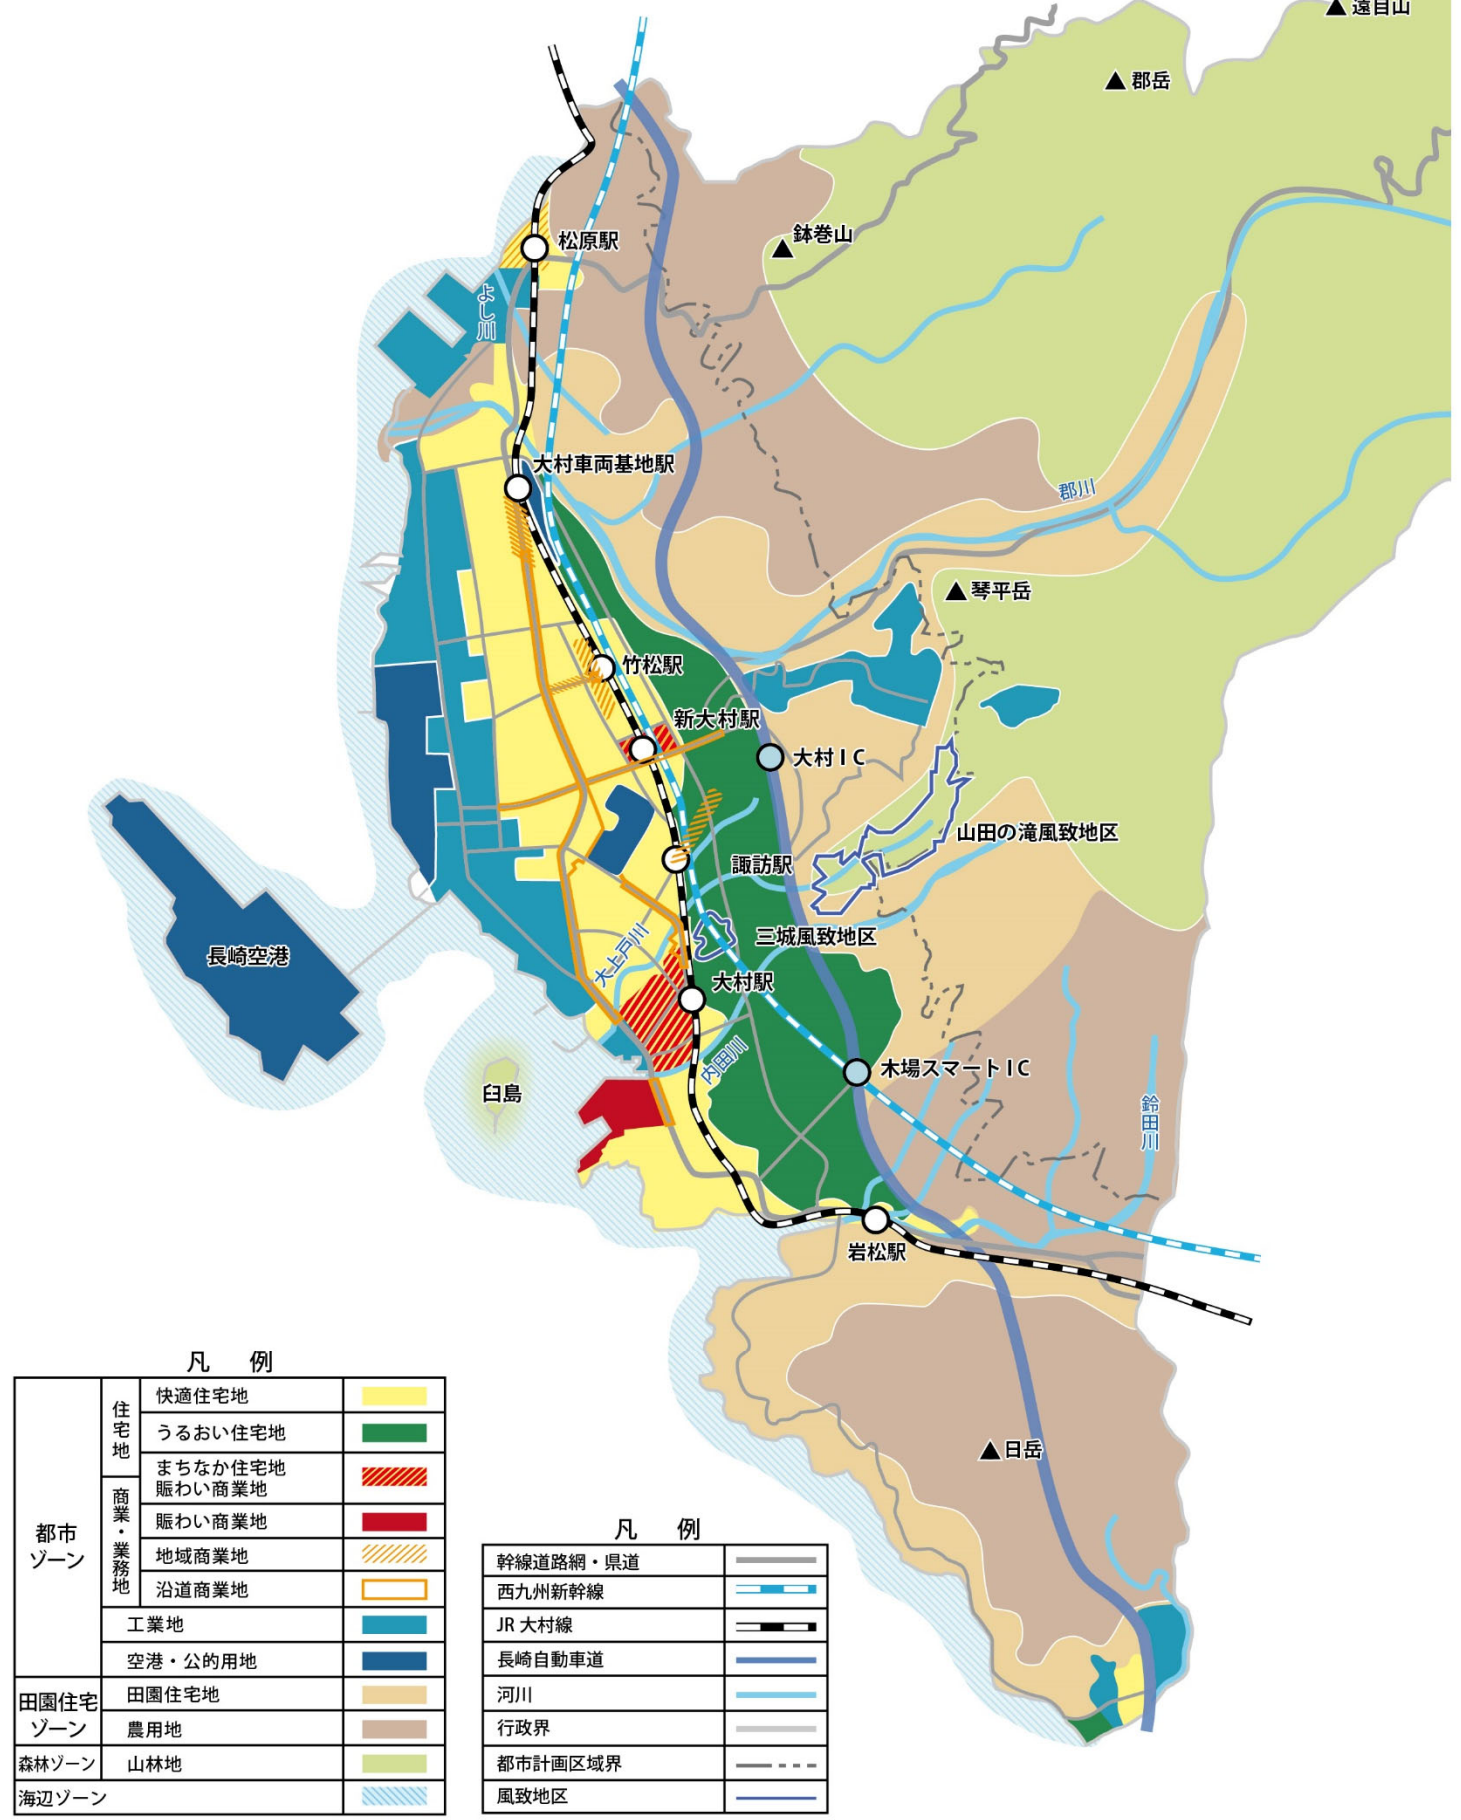 遠目山
郡岳
鉢巻山
松原駅
よし川
大村車両基地駅
郡川
琴平岳
竹松駅
新大村駅
大村IC
山田の滝風致地区
諏訪駅
三城風致地区
大上戸川
長崎空港
大村駅
内田川
木場スマートIC
臼島
鈴田川
岩松駅
日岳
凡 例
都市
ゾーン
住宅地
快適住宅地
うるおい住宅地
まちなか住宅地
賑わい商業地
商業・業務地
賑わい商業地
地域商業地
沿道商業地
工業地
空港・公的用地
田園住宅
ゾーン
田園住宅地
農用地
森林ゾーン
山林地
海辺ゾーン
凡 例
幹線道路網・県道
西九州新幹線
JR 大村線
長崎自動車道
河川
行政界
都市計画区域界
風致地区